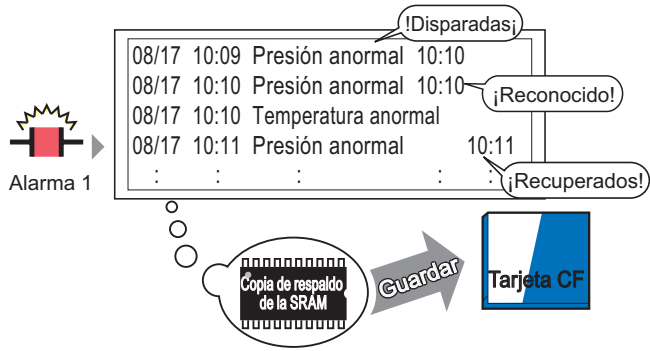 !Disparadas¡
08/17 10:09 Presión anormal 10:10
08/17 10:10 Presión anormal 10:10
¡Reconocido!
08/17 10:10 Temperatura anormal
08/17 10:11 Presión anormal 10:11
: : : : :
¡Recuperados!
Alarma 1
Copia de respaldo
de la SRAM
Guardar
Tarjeta CF